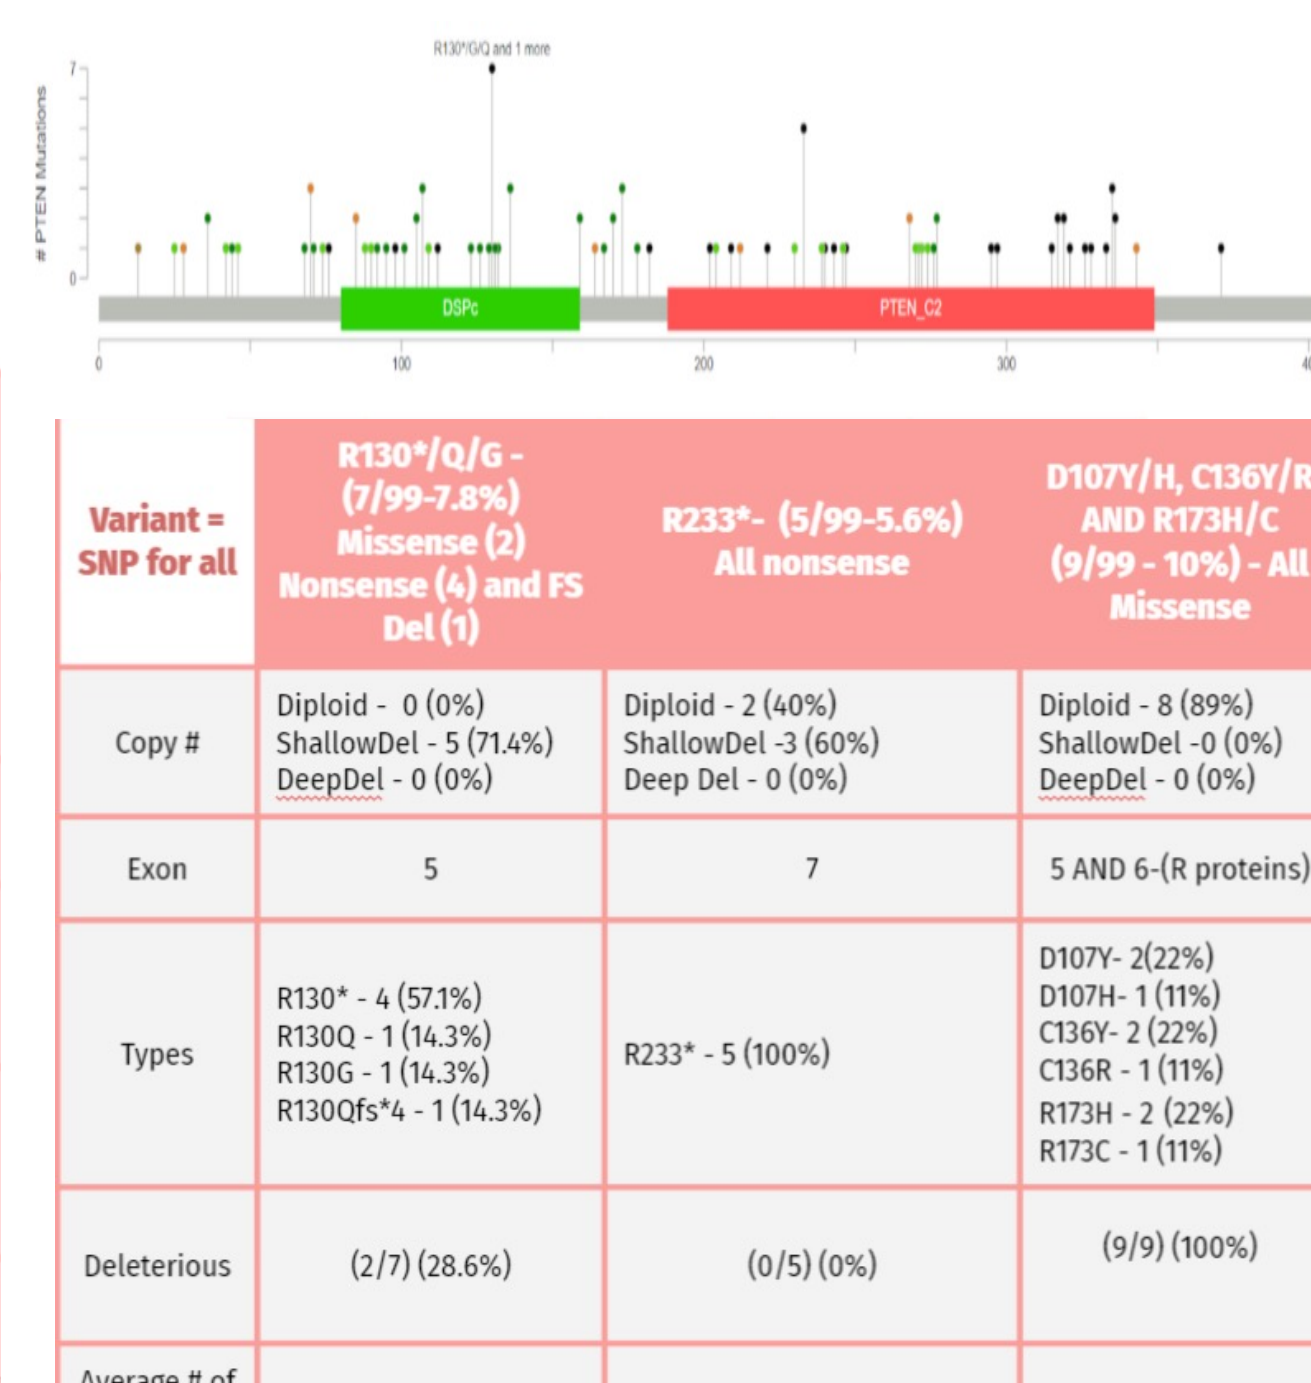 R130*/G/Q and 1 more
7
# PTEN Mutations
0
DSPc
PTEN_C2
0
100
200
300
Variant =
SNP for all
R130*/Q/G -
(7/99-7.8%)
Missense (2)
Nonsense (4) and FS
Del (1)
R233*- (5/99-5.6%)
All nonsense
D107Y/H, C136Y/R
AND R173H/C
(9/99 - 10%) - All
Missense
Copy #
Diploid -  0 (0%)
ShallowDel - 5 (71.4%)
DeepDel - 0 (0%)
Diploid - 2 (40%)
ShallowDel -3 (60%)
Deep Del - 0 (0%)
Diploid - 8 (89%)
ShallowDel -0 (0%)
DeepDel - 0 (0%)
Exon
5
7
5 AND 6-(R proteins)
Types
R130* - 4 (57.1%)
R130Q - 1 (14.3%)
R130G - 1 (14.3%)
R130Qfs*4 - 1 (14.3%)
R233* - 5 (100%)
D107Y- 2(22%)
D107H- 1 (11%)
C136Y- 2 (22%)
C136R - 1 (11%)
R173H - 2 (22%)
R173C - 1 (11%)
Deleterious
(2/7) (28.6%)
(0/5) (0%)
(9/9) (100%)
Average # of